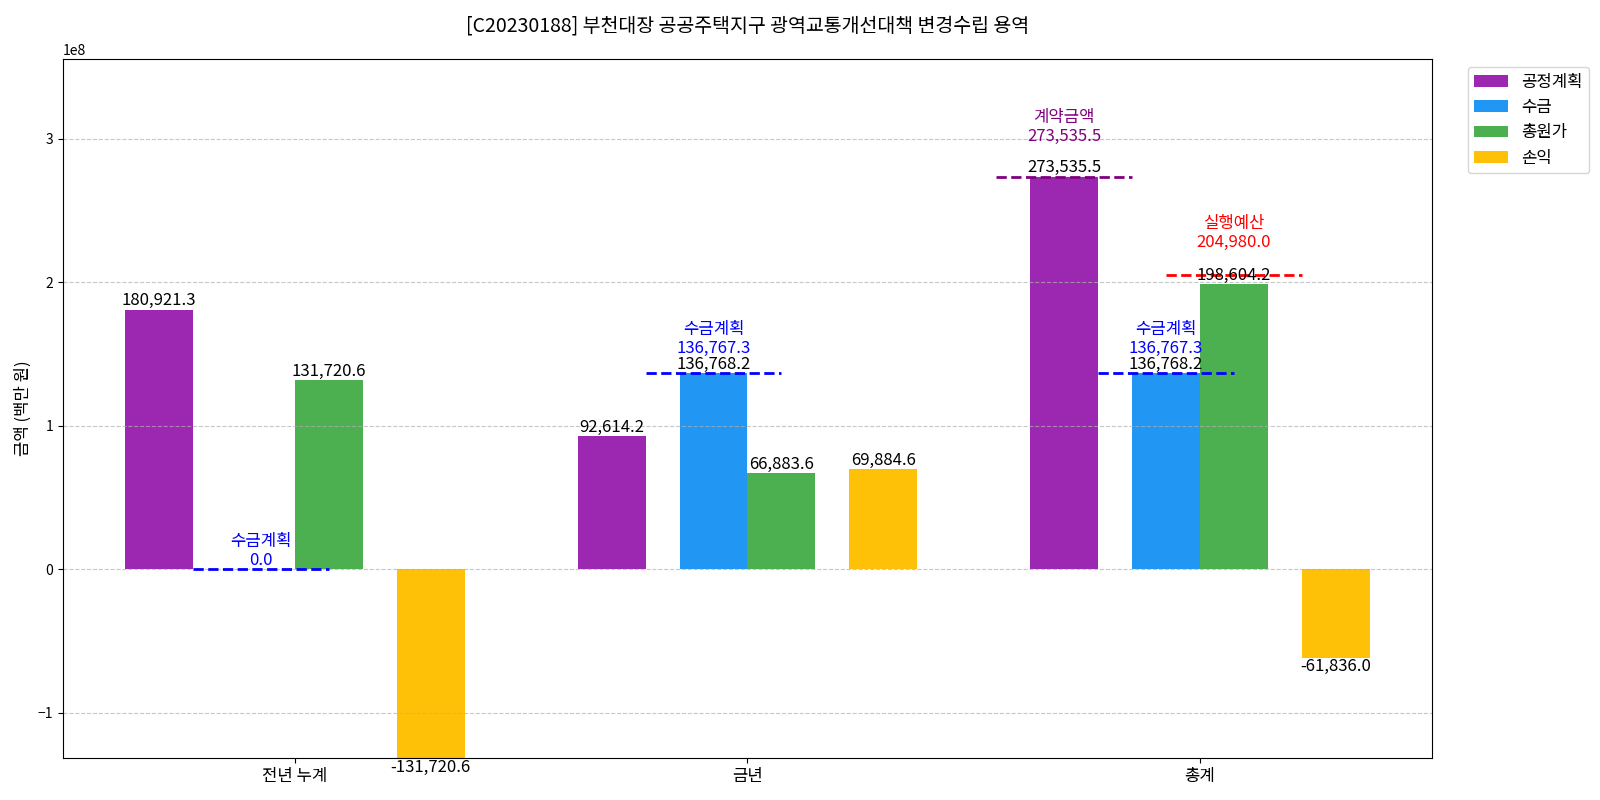 [C20230188] 부천대장 공공주택지구 광역교통개선대책 변경수립 용역
1e8
공정계획
수금
총원가
손익
계약금액
273,535.5
273,535.5
실행예산
204,980.0
198,604.2
180,921.3
수금계획
136,767.3
136,768.2
수금계획
136,767.3
136,768.2
131,720.6
92,614.2
66,883.6
69,884.6
수금계획
0.0
-61,836.0
-131,720.6
3
2
1
0
−1
금액 (백만 원)
전년 누계
금년
총계